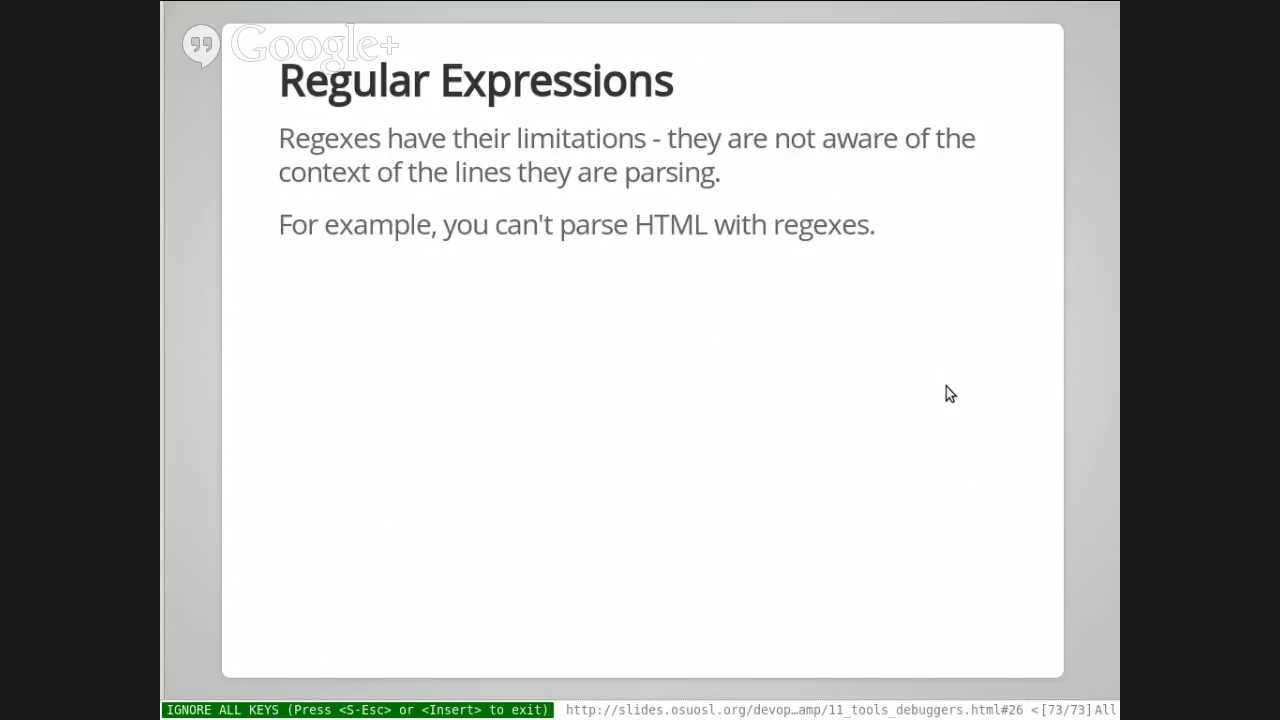 Google+
Regular Expressions
Regexes have their limitations - they are not aware of the
context of the lines they are parsing.
For example, you can't parse HTML with regexes.
IGNORE ALL KEYS (Press <S-Esc> or <Insert> to exit) http://slides.osuosl.org/devop…amp/11_tools_debuggers.html#26 <[73/73]All